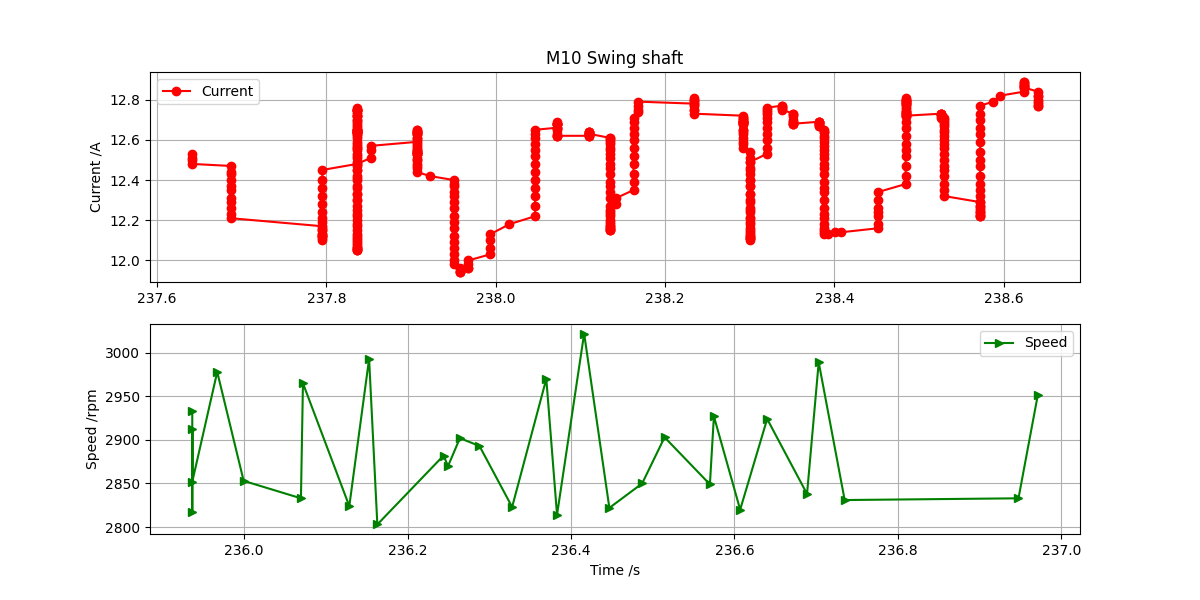 M10 Swing shaft
Current
Current /A
12.8
12.6
12.4
12.2
12.0
237.6 237.8 238.0 238.2 238.4 238.6
Speed
Speed /rpm
3000
2950
2900
2850
2800
236.0 236.2 236.4 236.6 236.8 237.0
Time /s